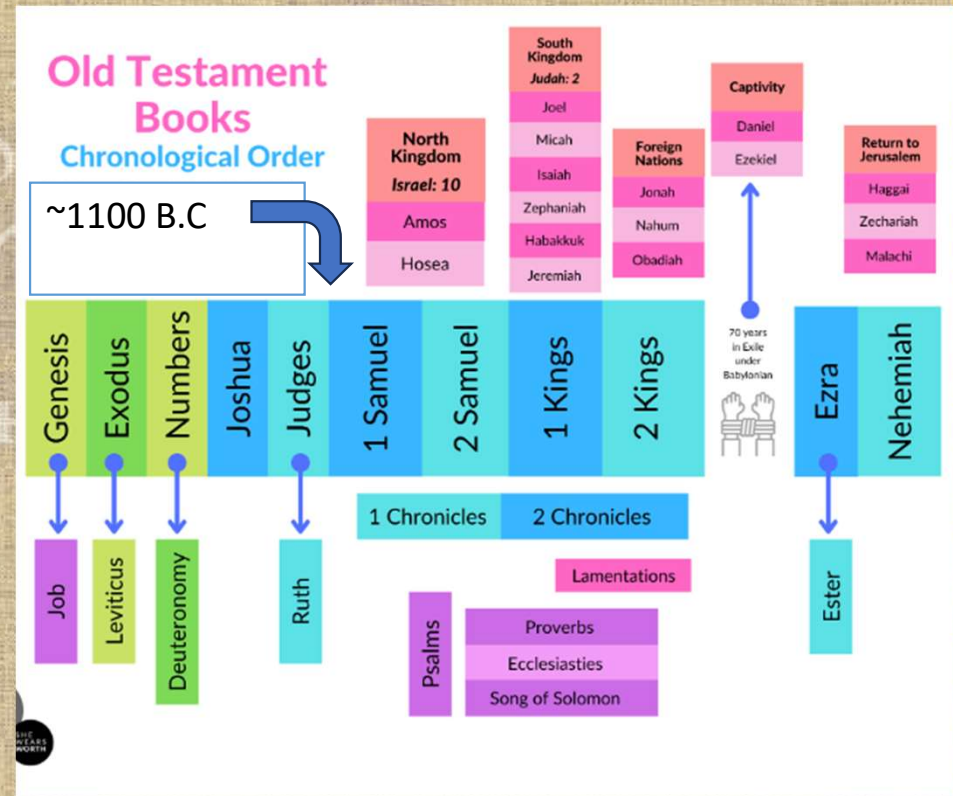 Old Testament
Books
Chronological Order
~1100 B.C
North
Kingdom
Israel: 10
Amos
Hosea
South
Kingdom
Judah: 2
Joel
Micah
Isaiah
Zephaniah
Habakkuk
Jeremiah
Foreign
Nations
Jonah
Nahum
Obadiah
Captivity
Daniel
Ezekiel
Return to
Jerusalem
Haggai
Zechariah
Malachi
Genesis
Exodus
Numbers
Joshua
Judges
1 Samuel
2 Samuel
1 Kings
2 Kings
70 years
in Exile
under
Babylonian
Ezra
Nehemiah
1 Chronicles
2 Chronicles
Job
Leviticus
Deuteronomy
Ruth
Lamentations
Psalms
Proverbs
Ecclesiasties
Song of Solomon
Ester
SHE
WEARS
WORTH